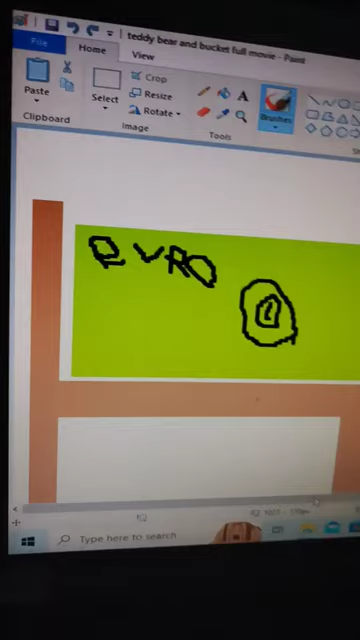 teddy bear and bucket full movie - Paint
File
Home
View
Paste
Clipboard
Select
Crop
Resize
Rotate
Image
A
Tools
Brushes
Type here to search